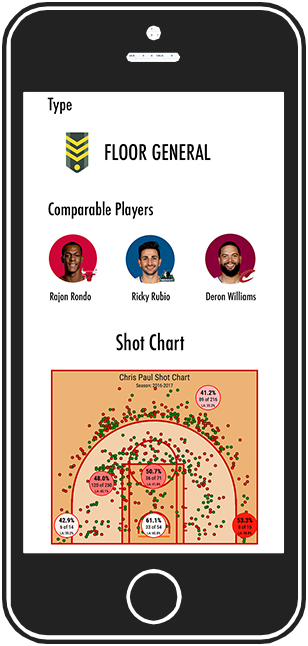 Type
FLOOR GENERAL
Comparable Players
Rajon Rondo
Ricky Rubio
Deron Williams
Shot Chart
Chris Paul Shot Chart
Season: 2016-2017
41.2%
89 of 216
48.0%
120 of 250
50.7%
36 of 71
42.9%
6 of 14
61.1%
33 of 54
53.3%
8 of 15